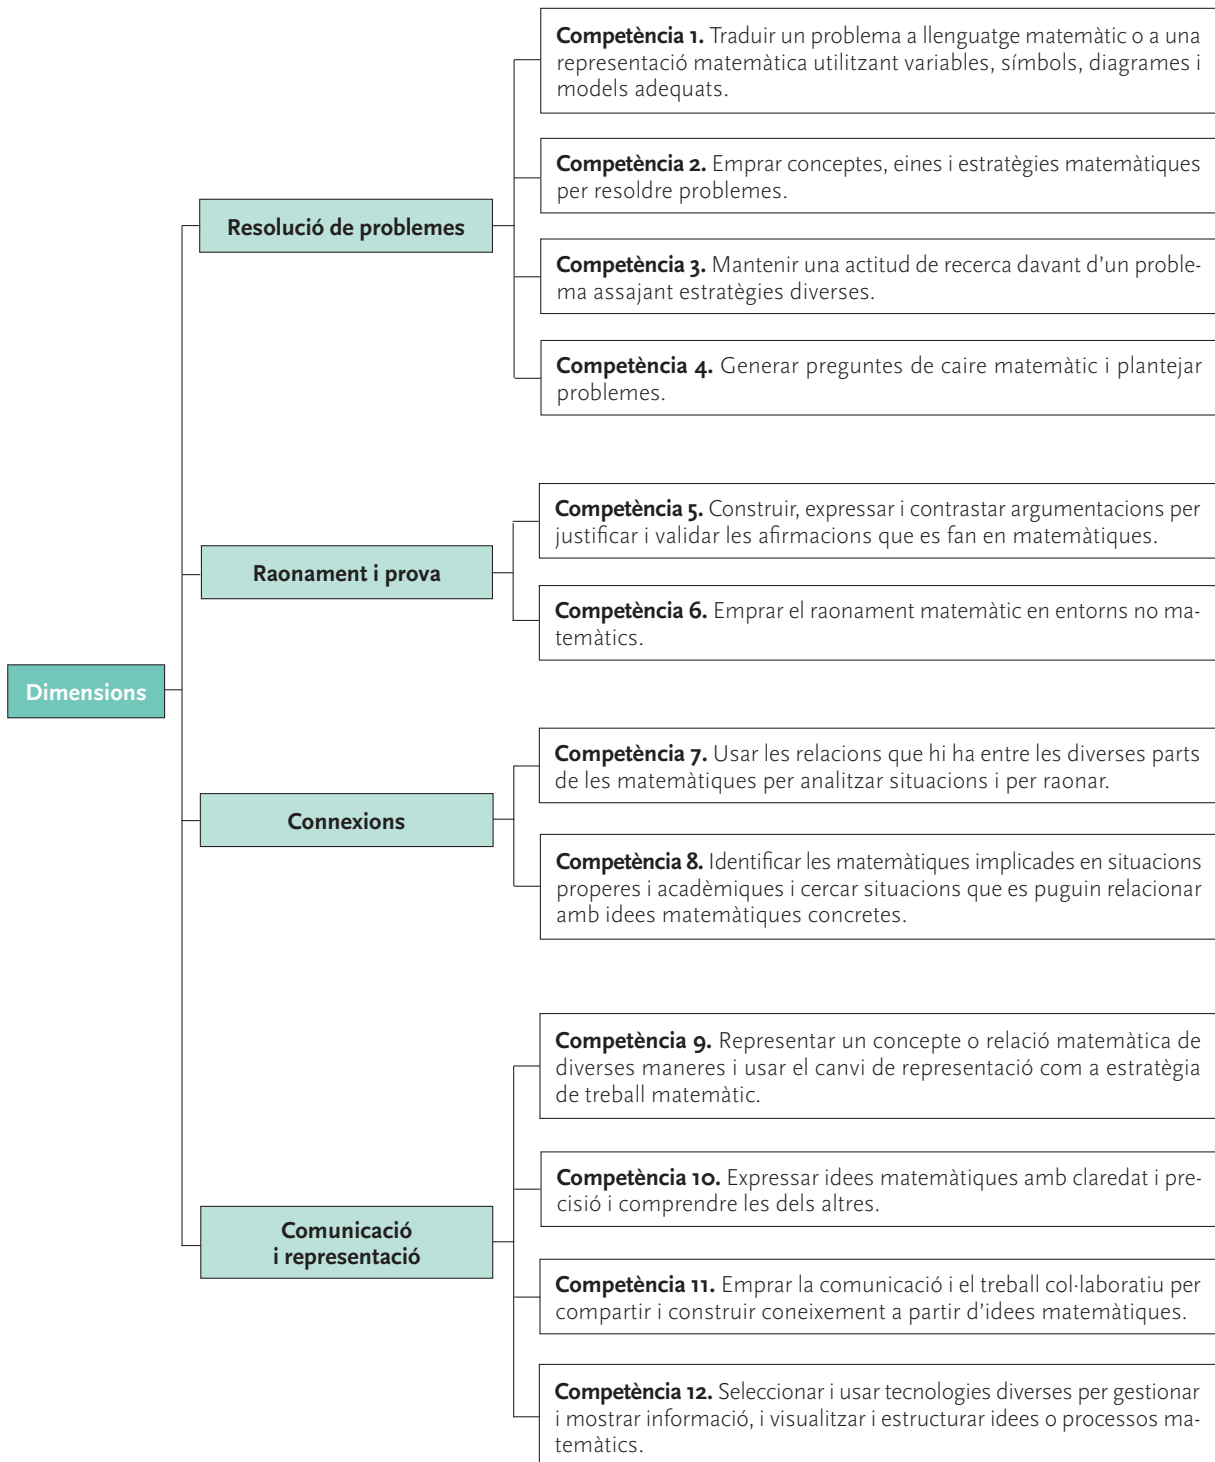 Dimensions
Resolució de problemes
Competència 1. Traduir un problema a llenguatge matemàtic o a una
representació matemàtica utilitzant variables, símbols, diagrames i
models adequats.
Competència 2. Emprar conceptes, eines i estratègies matemàtiques
per resoldre problemes.
Competència 3. Mantenir una actitud de recerca davant d’un proble-
ma assajant estratègies diverses.
Competència 4. Generar preguntes de caire matemàtic i plantejar
problemes.
Raonament i prova
Competència 5. Construir, expressar i contrastar argumentacions per
justificar i validar les afirmacions que es fan en matemàtiques.
Competència 6. Emprar el raonament matemàtic en entorns no ma-
temàtics.
Connexions
Competència 7. Usar les relacions que hi ha entre les diverses parts
de les matemàtiques per analitzar situacions i per raonar.
Competència 8. Identificar les matemàtiques implicades en situacions
properes i acadèmiques i cercar situacions que es puguin relacionar
amb idees matemàtiques concretes.
Comunicació
i representació
Competència 9. Representar un concepte o relació matemàtica de
diverses maneres i usar el canvi de representació com a estratègia
de treball matemàtic.
Competència 10. Expressar idees matemàtiques amb claredat i pre-
cisió i comprendre les dels altres.
Competència 11. Emprar la comunicació i el treball col·laboratiu per
compartir i construir coneixement a partir d’idees matemàtiques.
Competència 12. Seleccionar i usar tecnologies diverses per gestionar
i mostrar informació, i visualitzar i estructurar idees o processos ma-
temàtics.